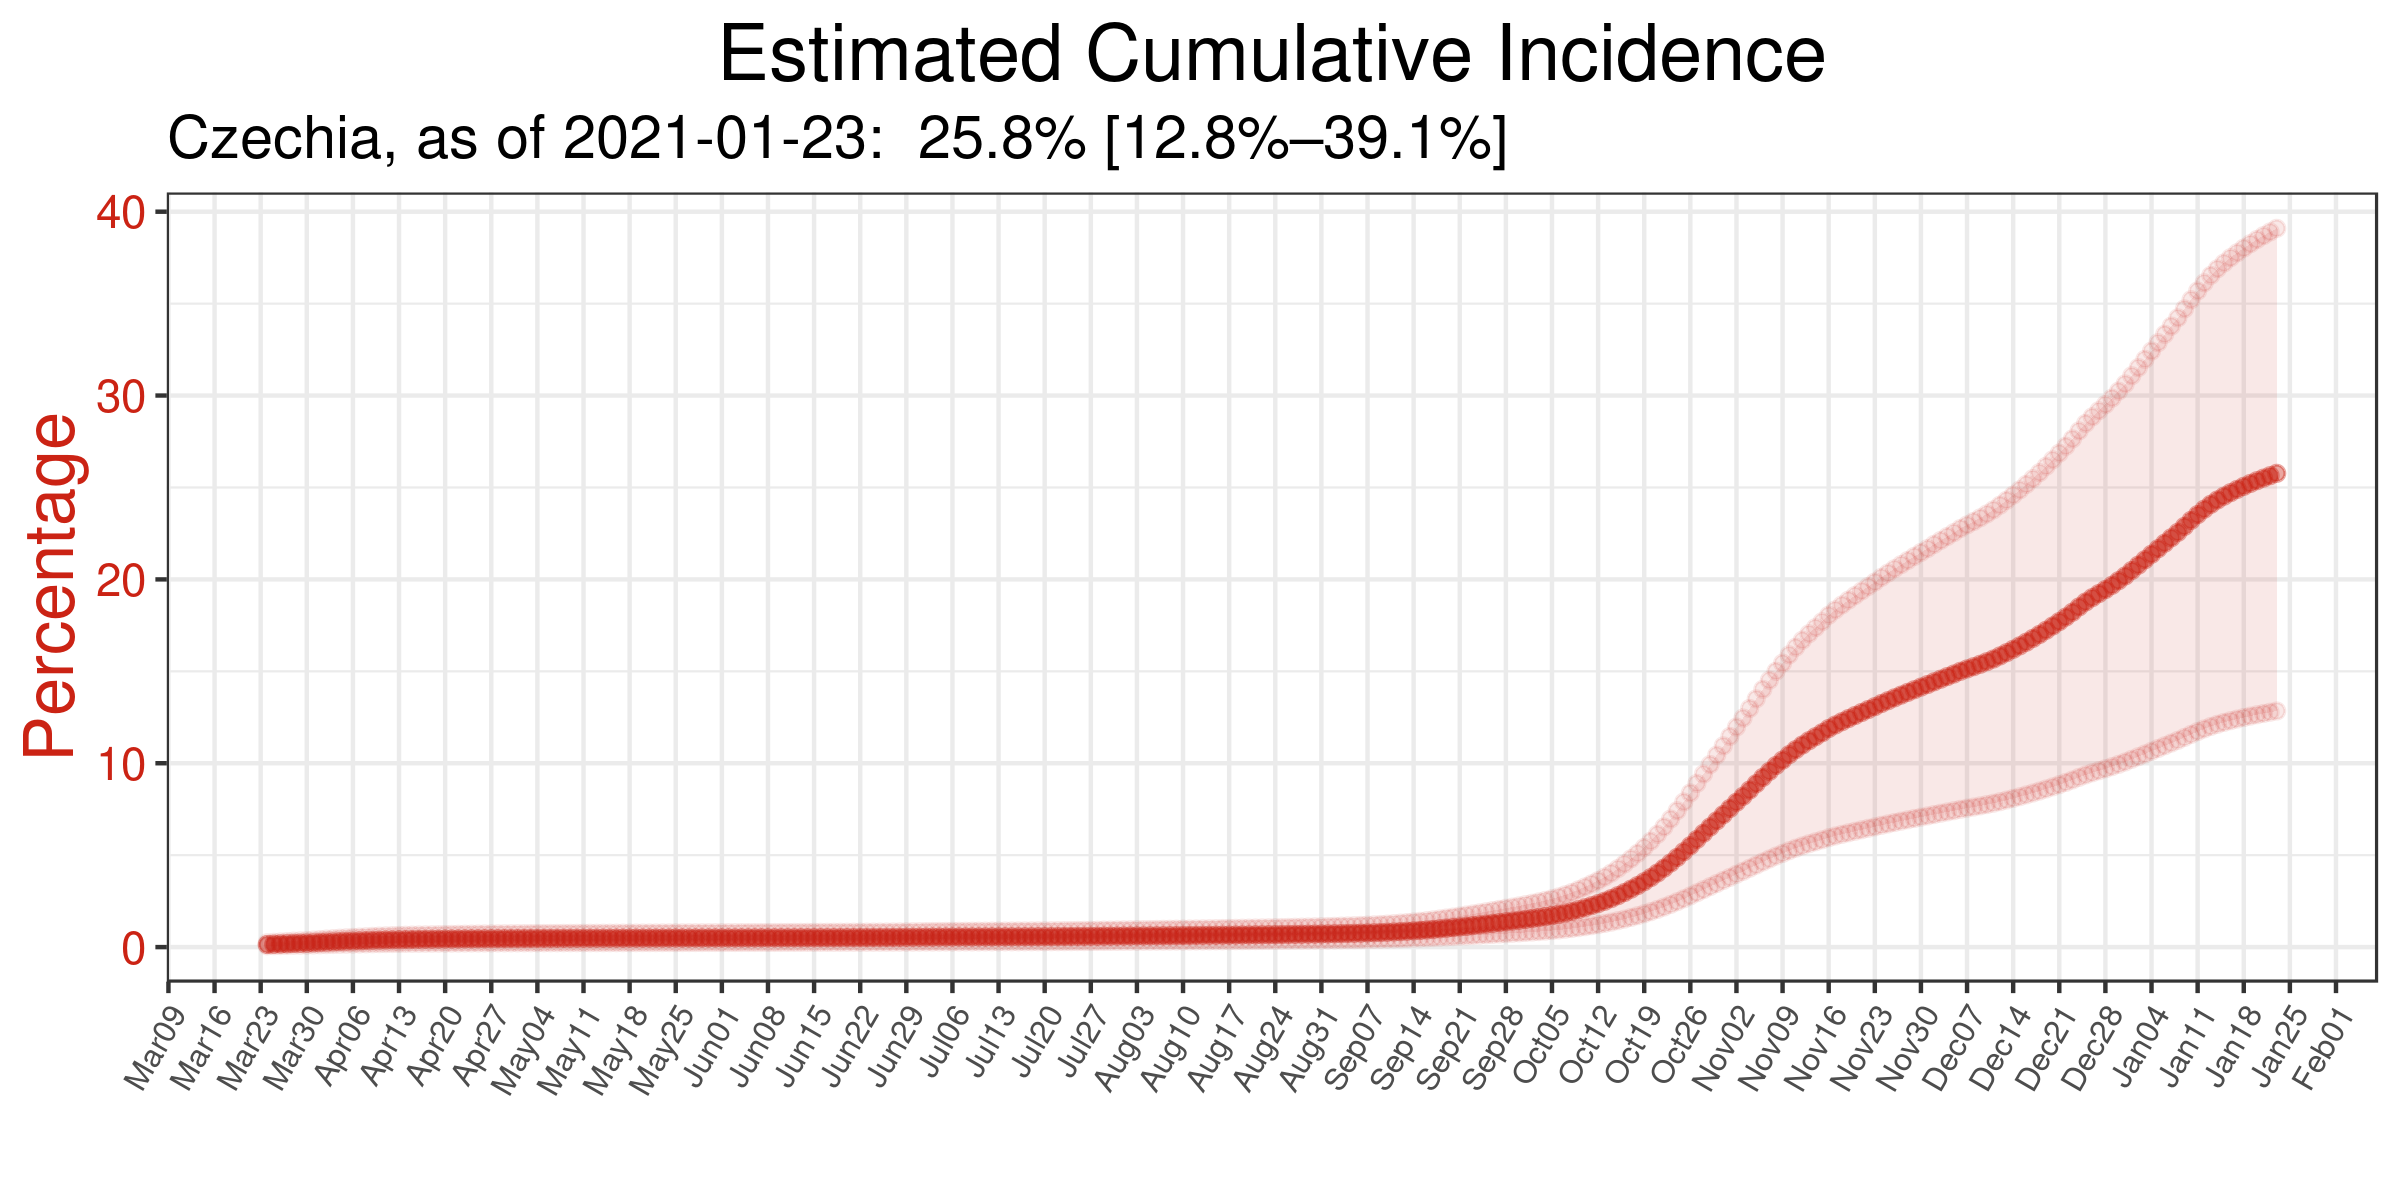 Estimated Cumulative Incidence
Czechia, as of 2021-01-23:  25.8% [12.8%–39.1%]
Percentage
40
30
20
10
0
Mar09
Mar16
Mar23
Mar30
Apr06
Apr13
Apr20
Apr27
May04
May11
May18
May25
Jun01
Jun08
Jun15
Jun22
Jun29
Jul06
Jul13
Jul20
Jul27
Aug03
Aug10
Aug17
Aug24
Aug31
Sep07
Sep14
Sep21
Sep28
Oct05
Oct12
Oct19
Oct26
Nov02
Nov09
Nov16
Nov23
Nov30
Dec07
Dec14
Dec21
Dec28
Jan04
Jan11
Jan18
Jan25
Feb01